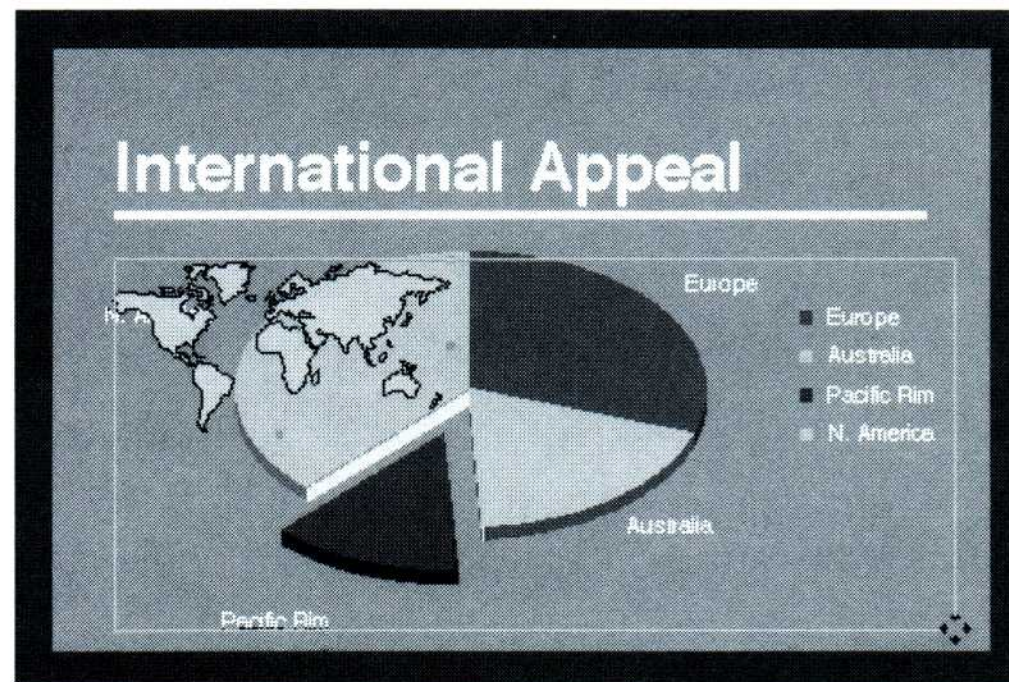 International Appeal
Europe
Europe
Australia
Pacific Rim
N. America
N. A
Australia
Pacific Rim